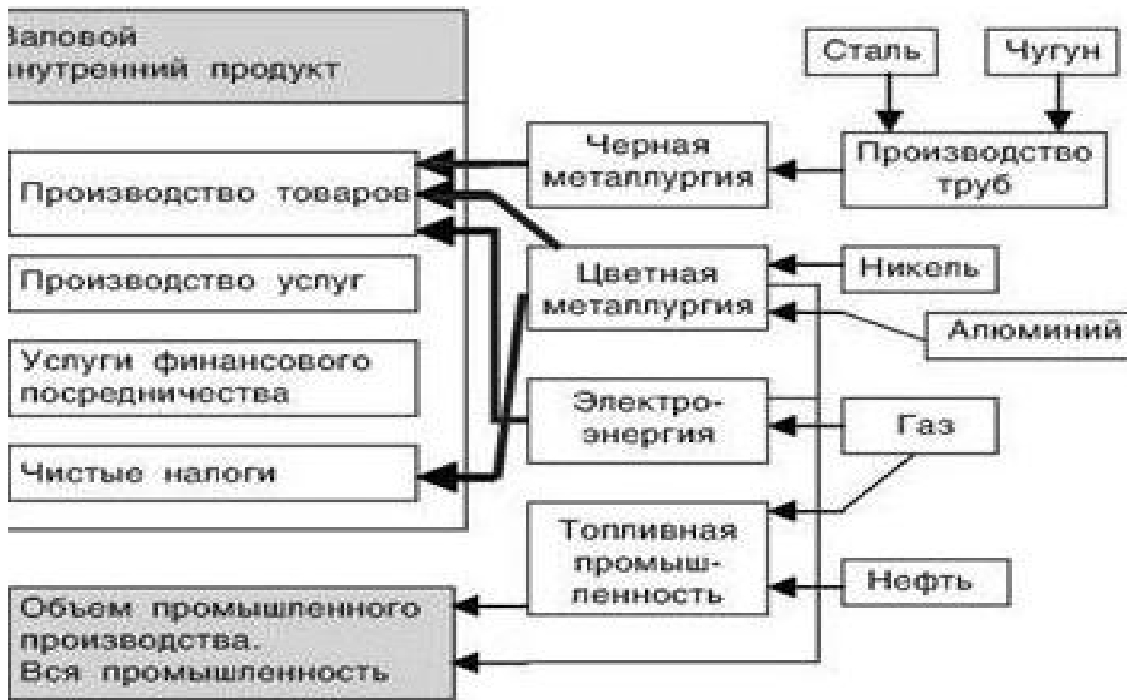 Валовой
внутренний продукт
Производство товаров
Производство услуг
Услуги финансового
посредничества
Чистые налоги
Объем промышленного
производства.
Вся промышленность
Черная
металлургия
Цветная
металлургия
Электро-
энергия
Топливная
промыш-
ленность
Сталь
Чугун
Производство
труб
Никель
Алюминий
Газ
Нефть